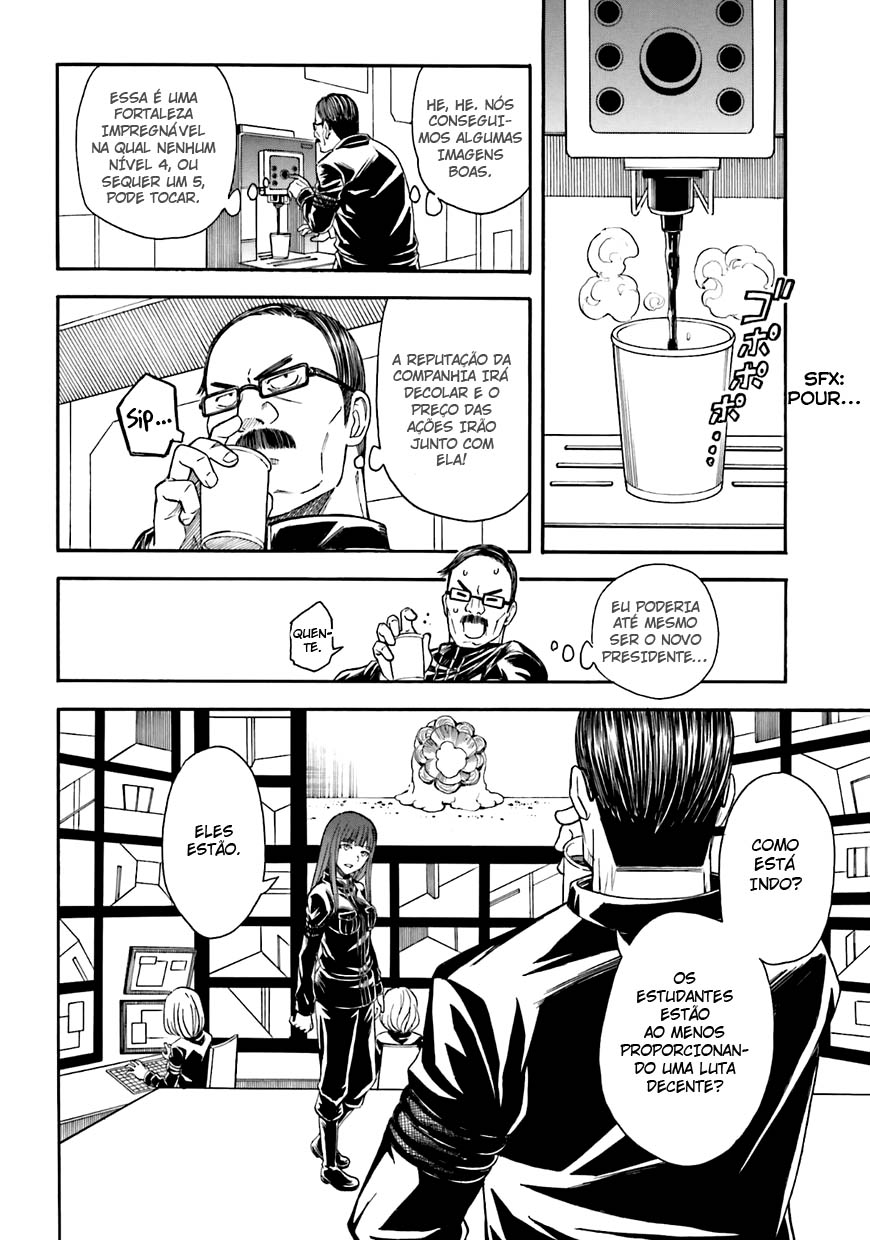 ゴポポポ...
SFX:
POUR...
HE, HE. NÓS
CONSEGUI-
MOS ALGUMAS
IMAGENS
BOAS.
ESSA É UMA
FORTALEZA
IMPREGNÁVEL
NA QUAL NENHUM
NÍVEL 4, OU
SEQUER UM 5,
PODE TOCAR.
A REPUTAÇÃO DA
COMPANHIA IRÁ
DECOLAR E O
PREÇO DAS
AÇÕES IRÃO
JUNTO COM
ELA!
SIP...
EU PODERIA
ATÉ MESMO
SER O NOVO
PRESIDENTE...
QUEN-
TE.
COMO
ESTÁ
INDO?
OS
ESTUDANTES
ESTÃO
AO MENOS
PROPORCIONAN-
DO UMA LUTA
DECENTE?
ELES
ESTÃO.